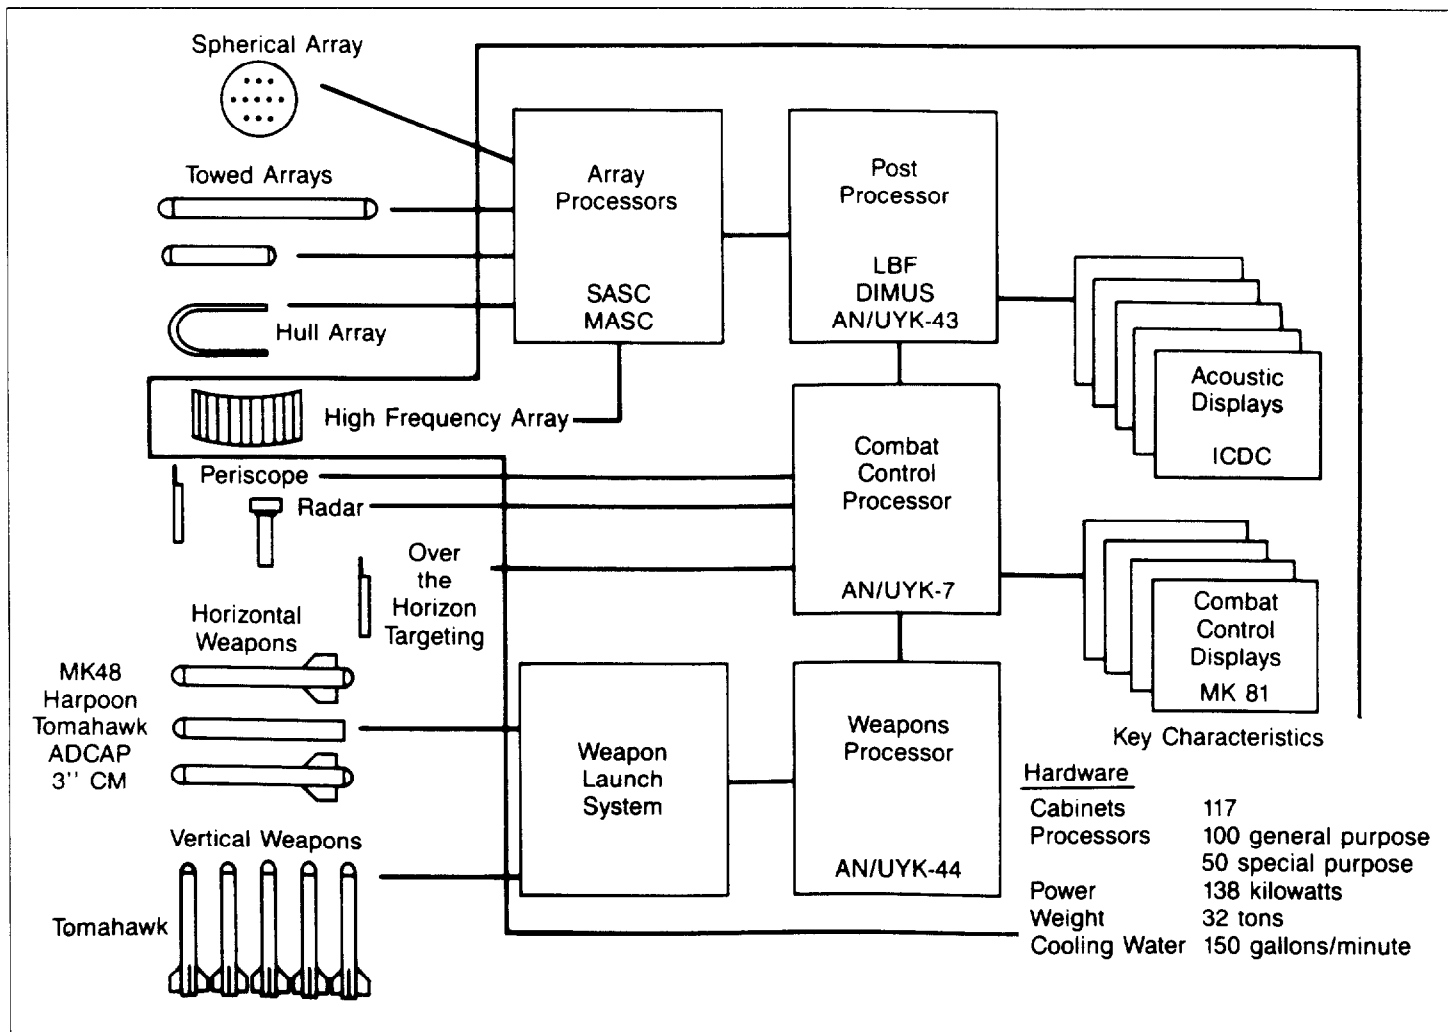 Spherical Array
Towed Arrays
Hull Array
High Frequency Array
Periscope
Radar
Over
the
Horizon
Targeting
Horizontal
Weapons
MK48
Harpoon
Tomahawk
ADCAP
3'' CM
Vertical Weapons
Tomahawk
Array
Processors
SASC
MASC
Post
Processor
LBF
DIMUS
AN/UYK-43
Acoustic
Displays
ICDC
Combat
Control
Processor
AN/UYK-7
Combat
Control
Displays
MK 81
Weapon
Launch
System
Weapons
Processor
AN/UYK-44
Key Characteristics
Hardware
Cabinets 117
Processors 100 general purpose
50 special purpose
Power 138 kilowatts
Weight 32 tons
Cooling Water 150 gallons/minute